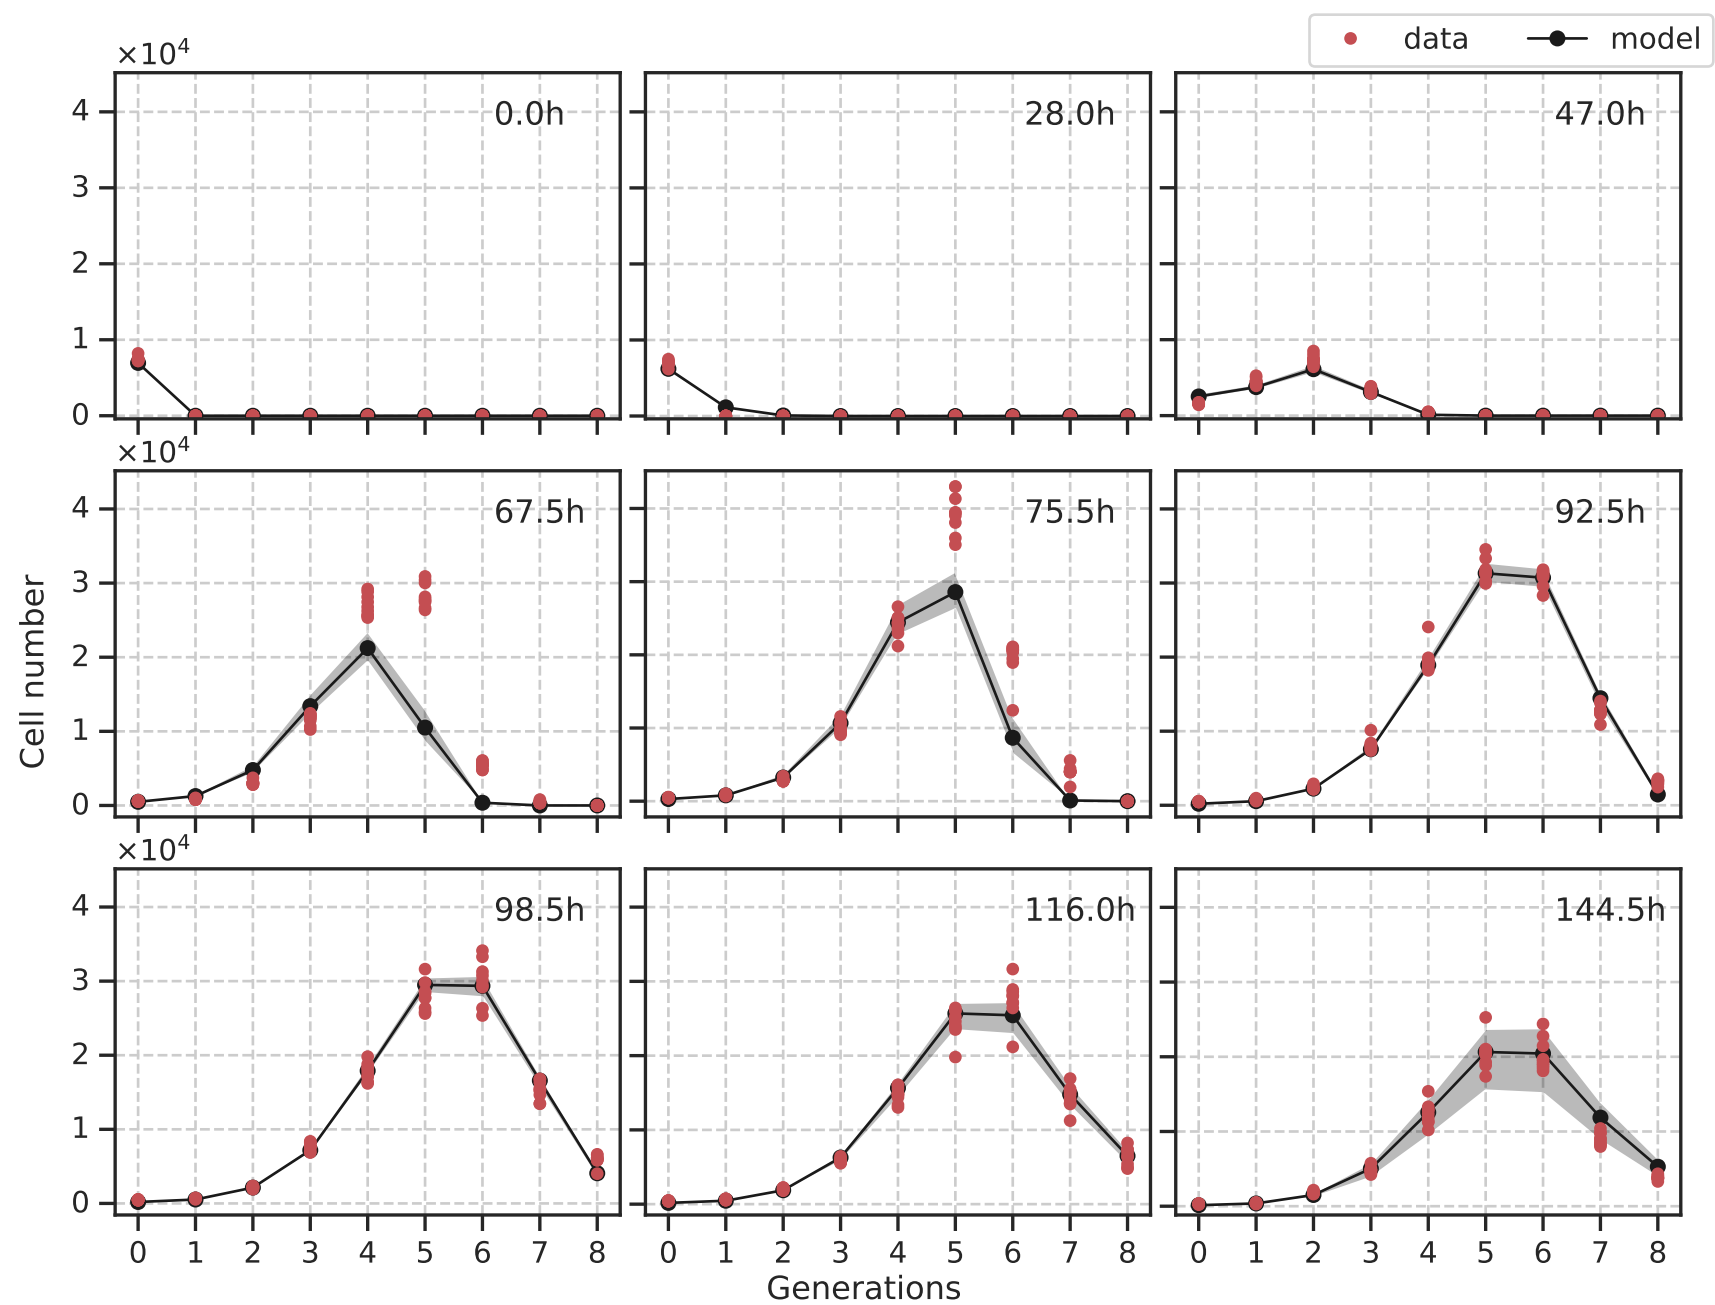 data model
×10⁴
4
3
2
1
0
0.0h
28.0h
47.0h
×10⁴
4
3
2
1
0
67.5h
75.5h
92.5h
Cell number
×10⁴
4
3
2
1
0
98.5h
116.0h
144.5h
0 1 2 3 4 5 6 7 8
0 1 2 3 4 5 6 7 8
0 1 2 3 4 5 6 7 8
Generations